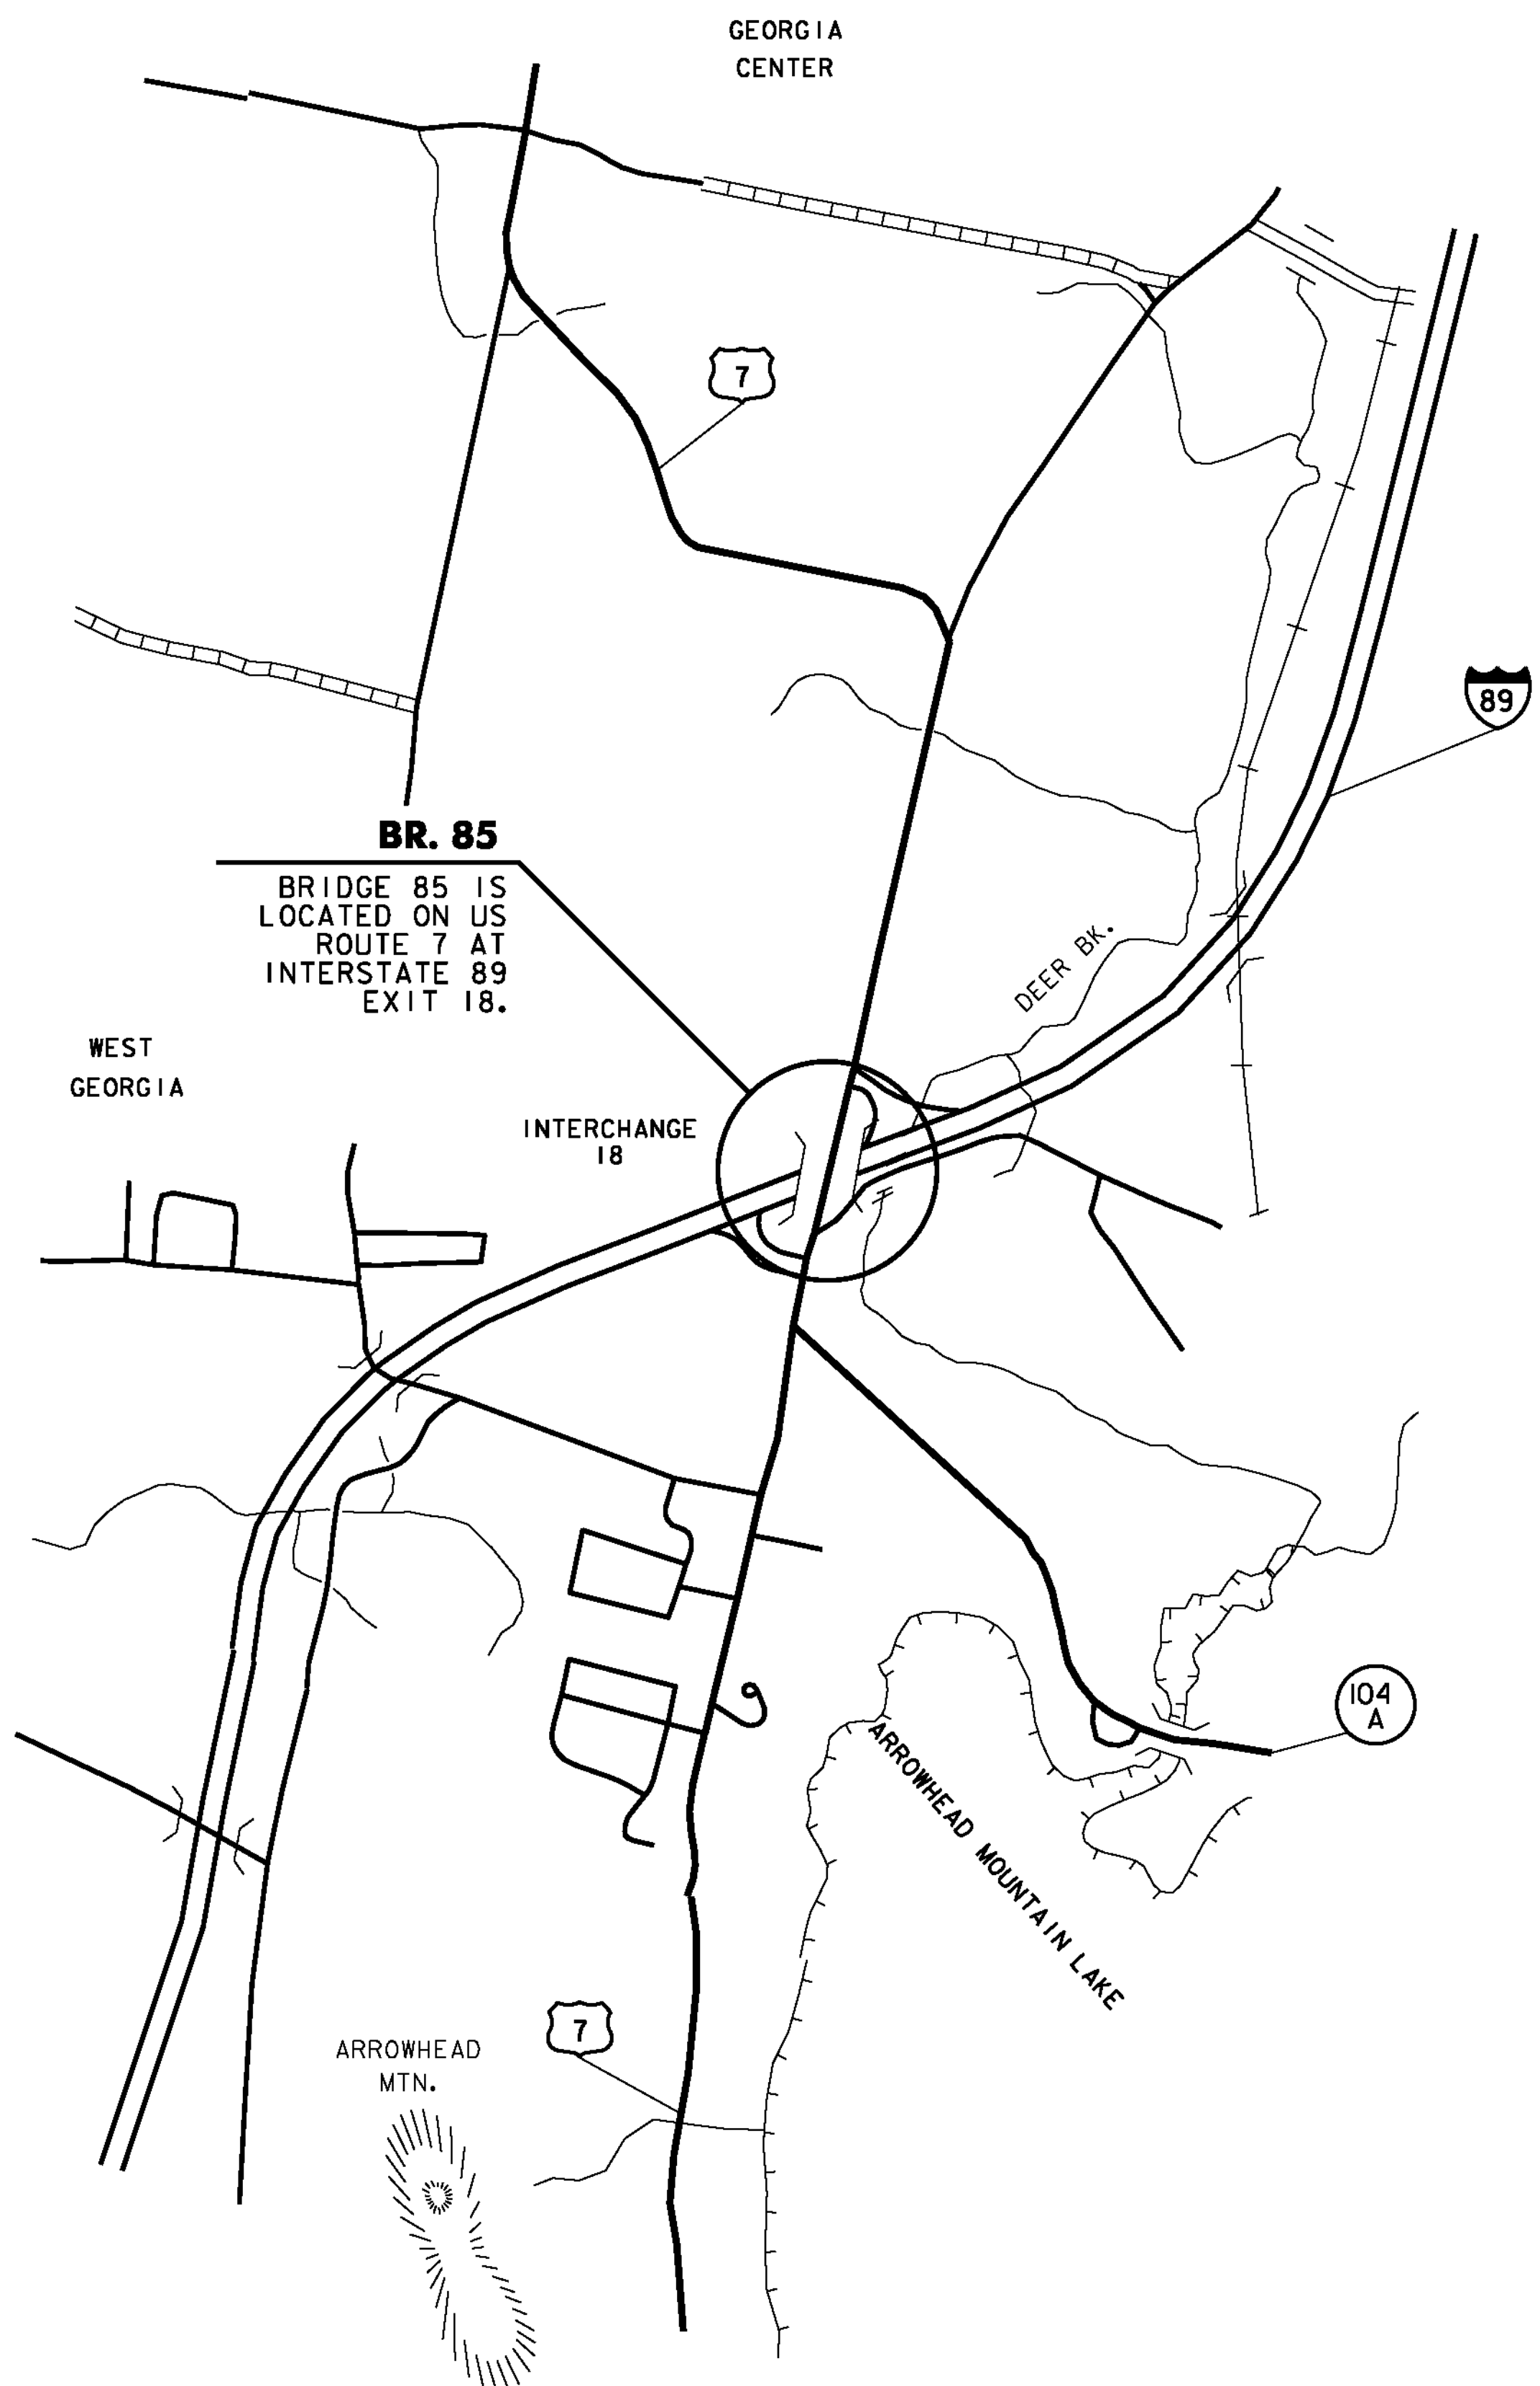 GEORGIA
CENTER
7
89
BR. 85
BRIDGE 85 IS
LOCATED ON US
ROUTE 7 AT
INTERSTATE 89
EXIT 18.
DEER BK.
WEST
GEORGIA
INTERCHANGE
18
104
A
ARROWHEAD MOUNTAIN LAKE
7
ARROWHEAD
MTN.